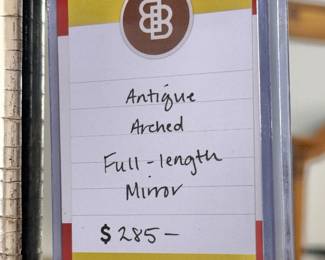 Antique
Arched
Full-length
Mirror
$285—